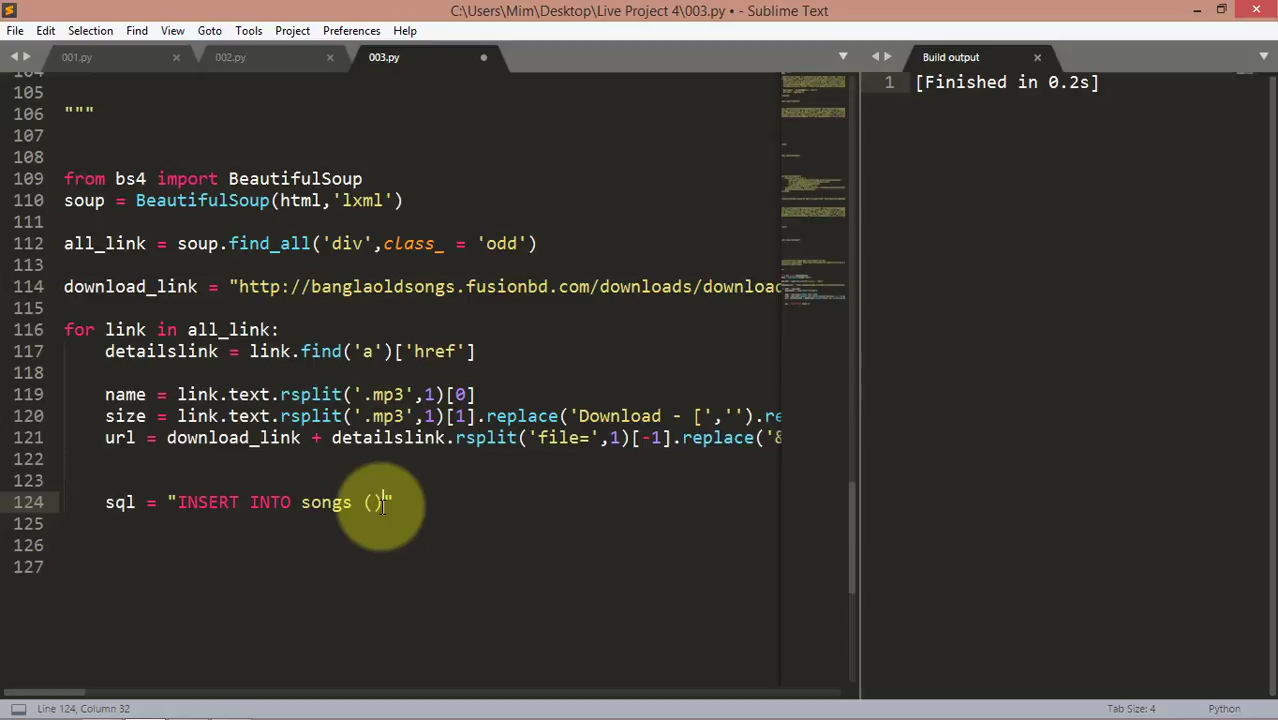 C:\Users\Mim\Desktop\Live Project 4\003.py • - Sublime Text
File Edit Selection Find View Goto Tools Project Preferences Help
001.py 002.py 003.py Build output
104
105
106 """
107
108
109 from bs4 import BeautifulSoup
110 soup = BeautifulSoup(html,'lxml')
111
112 all_link = soup.find_all('div',class_ = 'odd')
113
114 download_link = "http://banglaoldsongs.fusionbd.com/downloads/download
115
116 for link in all_link:
117 detailslink = link.find('a')['href']
118
119 name = link.text.rsplit('.mp3',1)[0]
120 size = link.text.rsplit('.mp3',1)[1].replace('Download - [','').re
121 url = download_link + detailslink.rsplit('file=',1)[-1].replace('&
122
123
124 sql = "INSERT INTO songs ()"
125
126
127
1 [Finished in 0.2s]
Line 124, Column 32 Tab Size: 4 Python